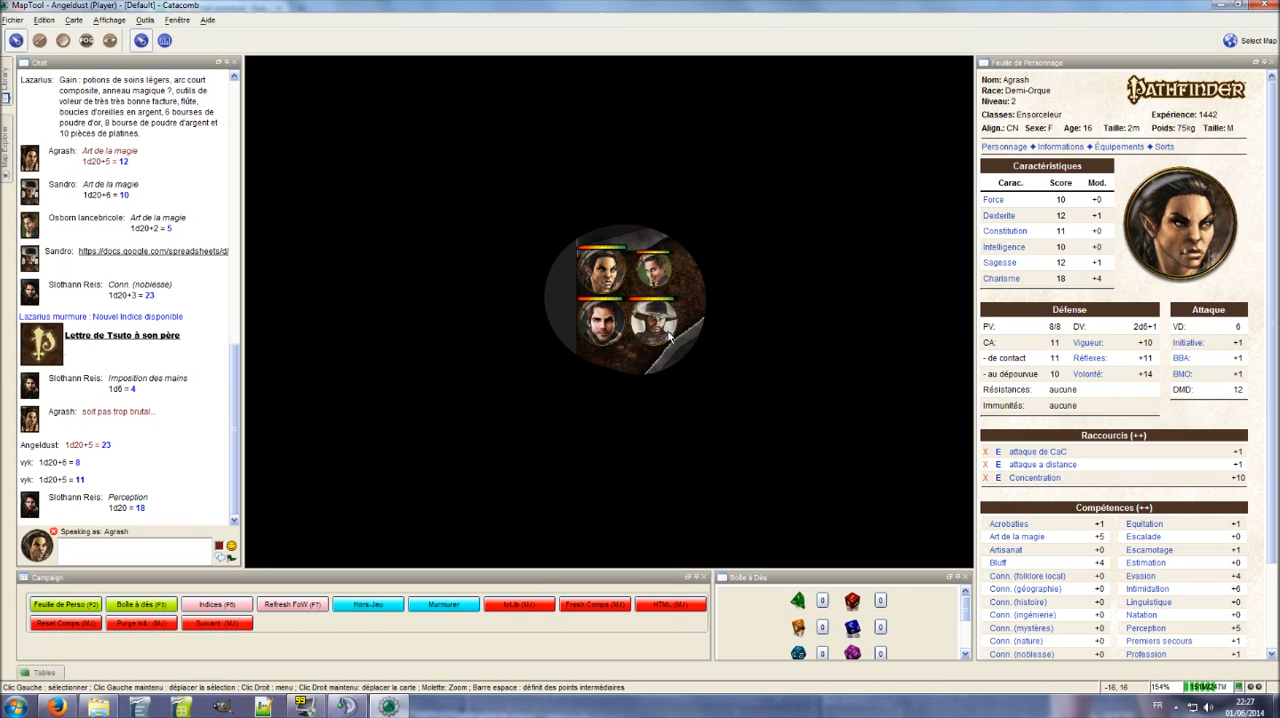 MapTool - Angeldust (Player) - [Default] - Catacomb
Fichier Edition Carte Affichage Outils Fenêtre Aide
FOG
Select Map
Library
Map Explorer
Chat
Lazarius: Gain : potions de soins légers, arc court
composite, anneau magique ?, outils de
voleur de très très bonne facture, flûte,
boucles d'oreilles en argent, 6 bourses de
poudre d'or, 8 bourse de poudre d'argent et
10 pièces de platines.
Agrash: Art de la magie
1d20+5 = 12
Sandro: Art de la magie
1d20+6 = 10
Osborn lancebricole: Art de la magie
1d20+2 = 5
Sandro: https://docs.google.com/spreadsheets/d/
Slothann Reis: Conn. (noblesse)
1d20+3 = 23
Lazarius murmure : Nouvel Indice disponible
Lettre de Tsuto à son père
Slothann Reis: Imposition des mains
1d6 = 4
Agrash: soit pas trop brutal...
Angeldust: 1d20+5 = 23
vyk: 1d20+6 = 8
vyk: 1d20+5 = 11
Slothann Reis: Perception
1d20 = 18
Speaking as: Agrash
Feuille de Personnage
Nom: Agrash
Race: Demi-Orque
Niveau: 2
PATHFINDER
Classes: Ensorceleur Expérience: 1442
Align.: CN Sexe: F Age: 16 Taille: 2m Poids: 75kg Taille: M
Personnage ◆ Informations ◆ Équipements ◆ Sorts
Caractéristiques
Carac. Score Mod.
Force 10 +0
Dexterite 12 +1
Constitution 11 +0
Intelligence 10 +0
Sagesse 12 +1
Charisme 18 +4
Défense Attaque
PV: 8/8 DV: 2d6+1 VD: 6
CA: 11 Vigueur: +10 Initiative: +1
- de contact 11 Réflexes: +11 BBA: +1
- au dépourvue 10 Volonté: +14 BMO: +1
Résistances: aucune DMD: 12
Immunités: aucune
Raccourcis (++)
X E attaque de CaC +1
X E attaque a distance +1
X E Concentration +10
Compétences (++)
Acrobaties +1 Equitation +1
Art de la magie +5 Escalade +0
Artisanat +0 Escamotage +1
Bluff +4 Estimation +0
Conn. (folklore local) +0 Evasion +4
Conn. (géographie) +0 Intimidation +6
Conn. (histoire) +0 Linguistique +0
Conn. (ingénierie) +0 Natation +0
Conn. (mystères) +0 Perception +5
Conn. (nature) +0 Premiers secours +1
Conn. (noblesse) +0 Profession +1
Campaign
Feuille de Perso (F2) Boîte à dés (F3) Indices (F6) Refresh FoW (F7) Hors-Jeu Murmurer toLib (MJ) Fresh Comps (MJ) HTML (MJ)
Reset Comps (MJ) Purge Init. (MJ) Suivant (MJ)
Boîte à Dés
0 0
0 0
0 0
Tables
Clic Gauche : sélectionner ; Clic Gauche maintenu : déplacer la sélection ; Clic Droit : menu ; Clic Droit maintenu: déplacer la carte ; Molette: Zoom ; Barre espace : définit des points intermédiaires
-16, 16 154%
99
FR
22:27
01/06/2014